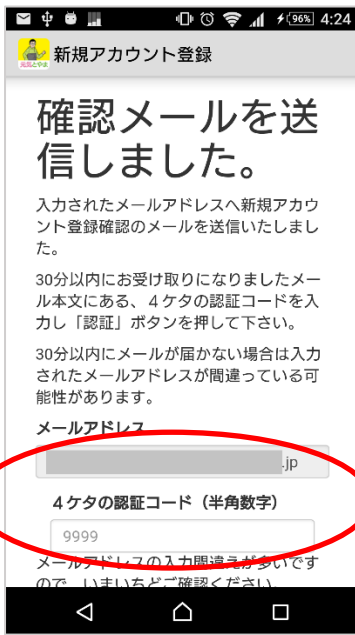 96% 4:24
新規アカウント登録
確認メールを送
信しました。
入力されたメールアドレスへ新規アカウ
ント登録確認のメールを送信いたしまし
た。
30分以内にお受け取りになりましたメー
ル本文にある、４ケタの認証コードを入
力し「認証」ボタンを押して下さい。
30分以内にメールが届かない場合は入力
されたメールアドレスが間違っている可
能性があります。
メールアドレス
.jp
４ケタの認証コード（半角数字）
9999
メールアドレスの入力間違えが多いです
ので、いまいちどご確認ください。